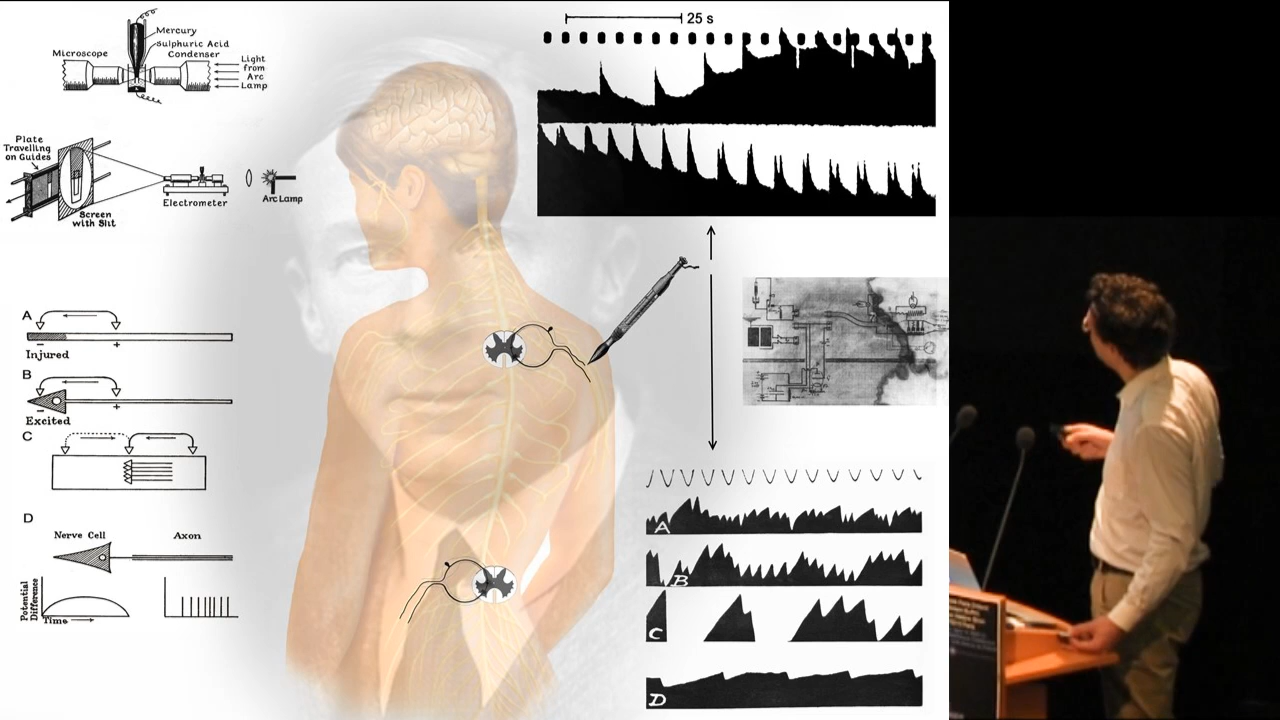 Mercury
Sulphuric Acid
Condenser
Microscope
Light
from
Arc
Lamp
Plate
Travelling
on Guides
Electrometer
Arc Lamp
Screen
with Slit
25 s
A
Injured
B
Excited
C
D
Nerve Cell
Axon
Potential
Difference
Time
A
B
C
D